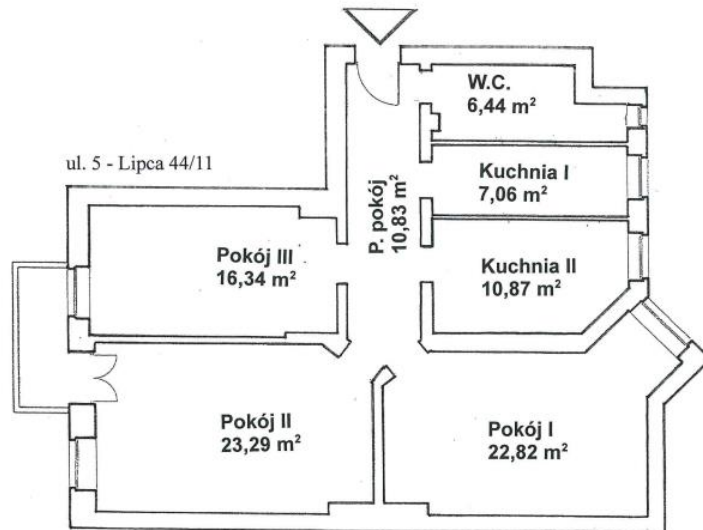 W.C.
6,44 m²
ul. 5 - Lipca 44/11
Kuchnia I
7,06 m²
P. pokój
10,83 m²
Pokój III
16,34 m²
Kuchnia II
10,87 m²
Pokój II
23,29 m²
Pokój I
22,82 m²